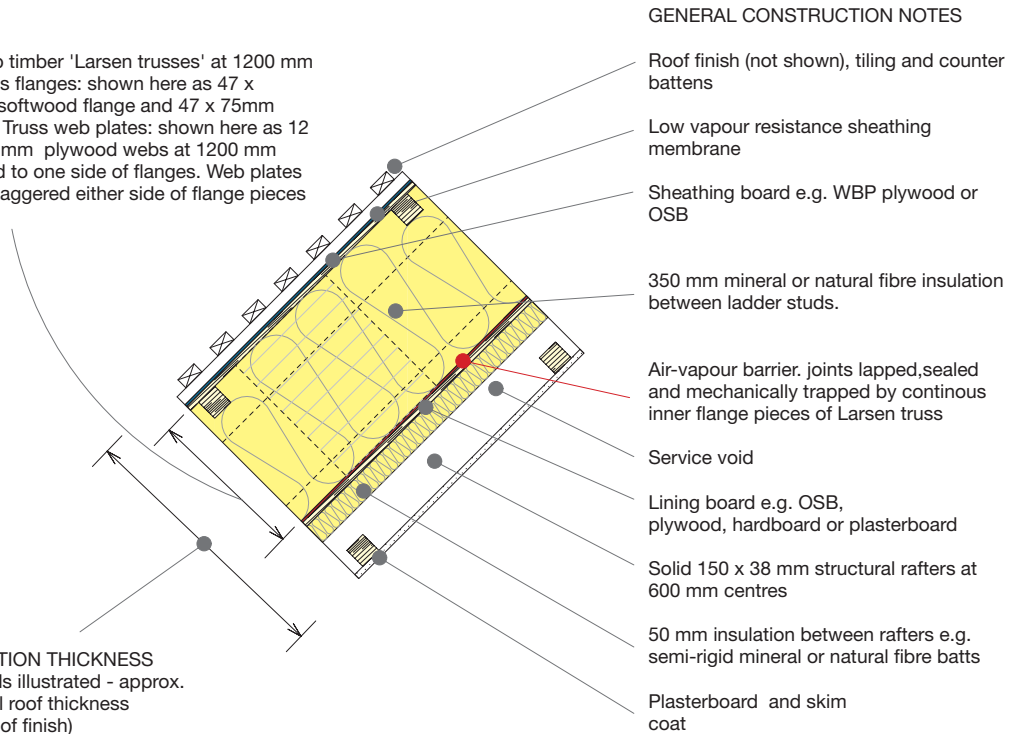 GENERAL CONSTRUCTION NOTES
timber 'Larsen trusses' at 1200 mm
s flanges: shown here as 47 x
softwood flange and 47 x 75mm
Truss web plates: shown here as 12
mm plywood webs at 1200 mm
d to one side of flanges. Web plates
aggered either side of flange pieces
Roof finish (not shown), tiling and counter
battens
Low vapour resistance sheathing
membrane
Sheathing board e.g. WBP plywood or
OSB
350 mm mineral or natural fibre insulation
between ladder studs.
Air-vapour barrier. joints lapped,sealed
and mechanically trapped by continous
inner flange pieces of Larsen truss
Service void
Lining board e.g. OSB,
plywood, hardboard or plasterboard
Solid 150 x 38 mm structural rafters at
600 mm centres
50 mm insulation between rafters e.g.
semi-rigid mineral or natural fibre batts
Plasterboard and skim
coat
TION THICKNESS
ls illustrated - approx.
l roof thickness
of finish)